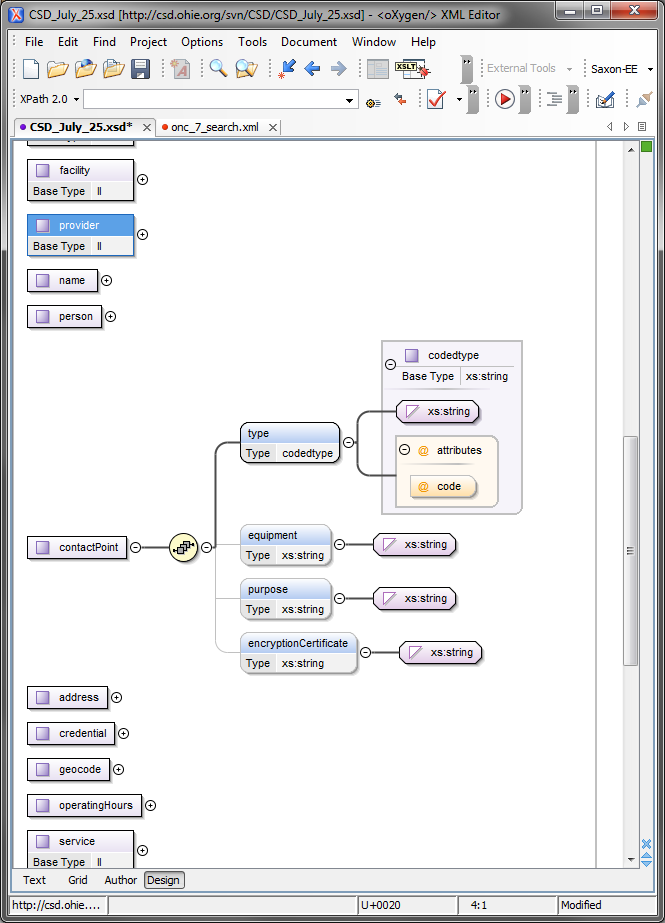 CSD_July_25.xsd [http://csd.ohie.org/svn/CSD/CSD_July_25.xsd] - <oXygen/> XML Editor
File Edit Find Project Options Tools Document Window Help
XSLT External Tools Saxon-EE
XPath 2.0
CSD_July_25.xsd* onc_7_search.xml
facility
Base Type II
provider
Base Type II
name
person
codedtype
Base Type xs:string
xs:string
type
Type codedtype
@ attributes
@ code
contactPoint
equipment
Type xs:string
xs:string
purpose
Type xs:string
xs:string
encryptionCertificate
Type xs:string
xs:string
address
credential
geocode
operatingHours
service
Base Type II
Text Grid Author Design
http://csd.ohie.... U+0020 4:1 Modified